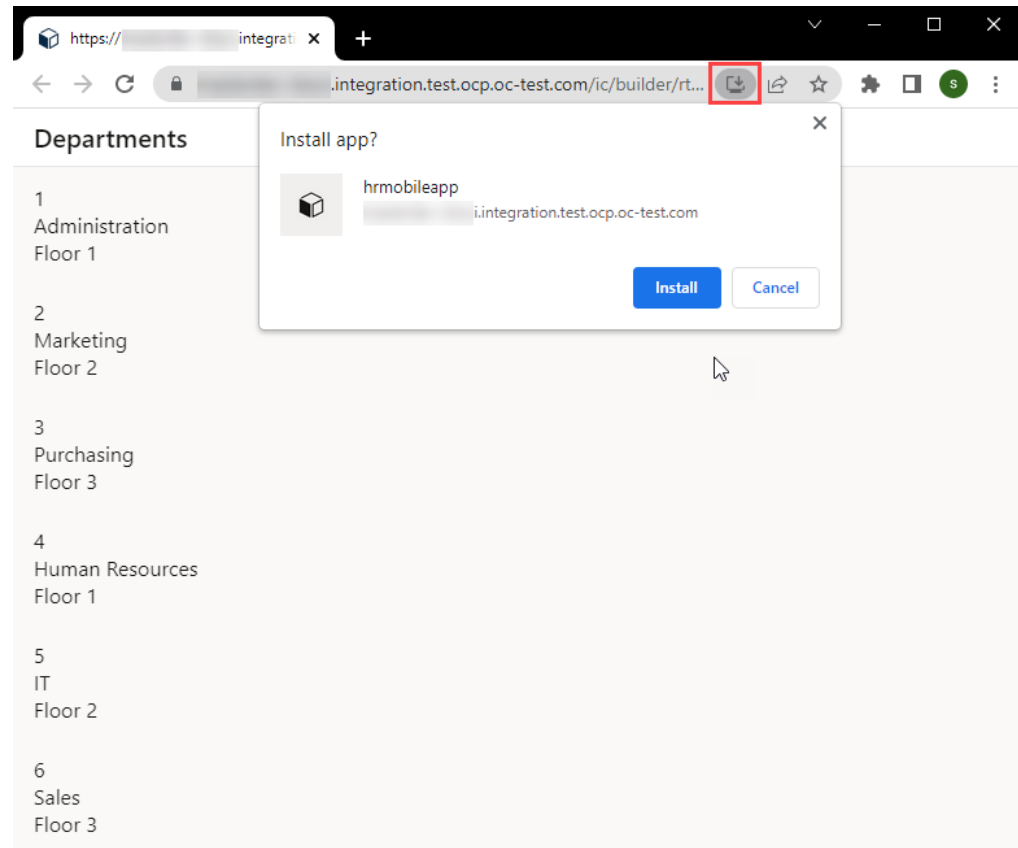 https:// integrati
.integration.test.ocp.oc-test.com/ic/builder/rt...
s
Departments
Install app?
hrmobileapp
i.integration.test.ocp.oc-test.com
Install
Cancel
1
Administration
Floor 1
2
Marketing
Floor 2
3
Purchasing
Floor 3
4
Human Resources
Floor 1
5
IT
Floor 2
6
Sales
Floor 3